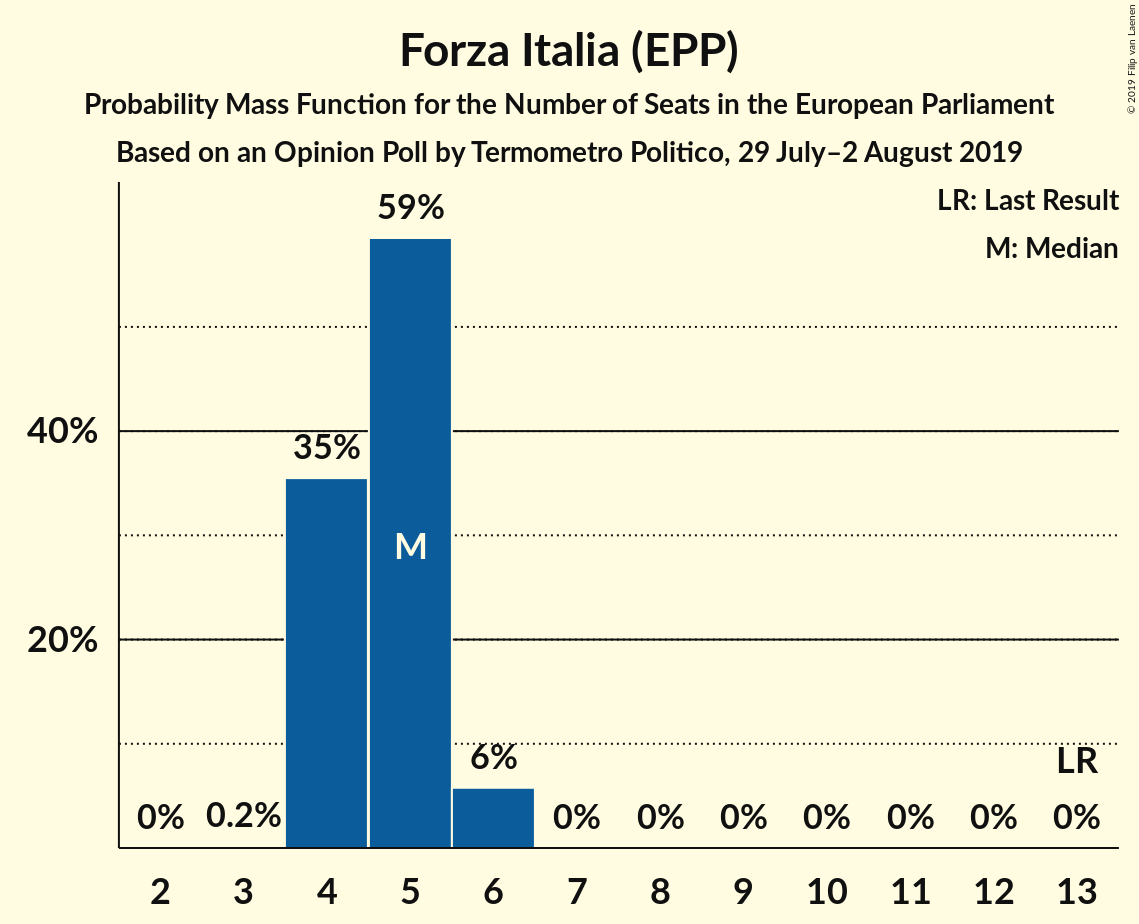 Forza Italia (EPP)
Probability Mass Function for the Number of Seats in the European Parliament
Based on an Opinion Poll by Termometro Politico, 29 July–2 August 2019
© 2019 Filip van Laenen
LR: Last Result
M: Median
59%
40%
35%
M
20%
6%
LR
0% 0.2% 0% 0% 0% 0% 0% 0% 0%
2 3 4 5 6 7 8 9 10 11 12 13